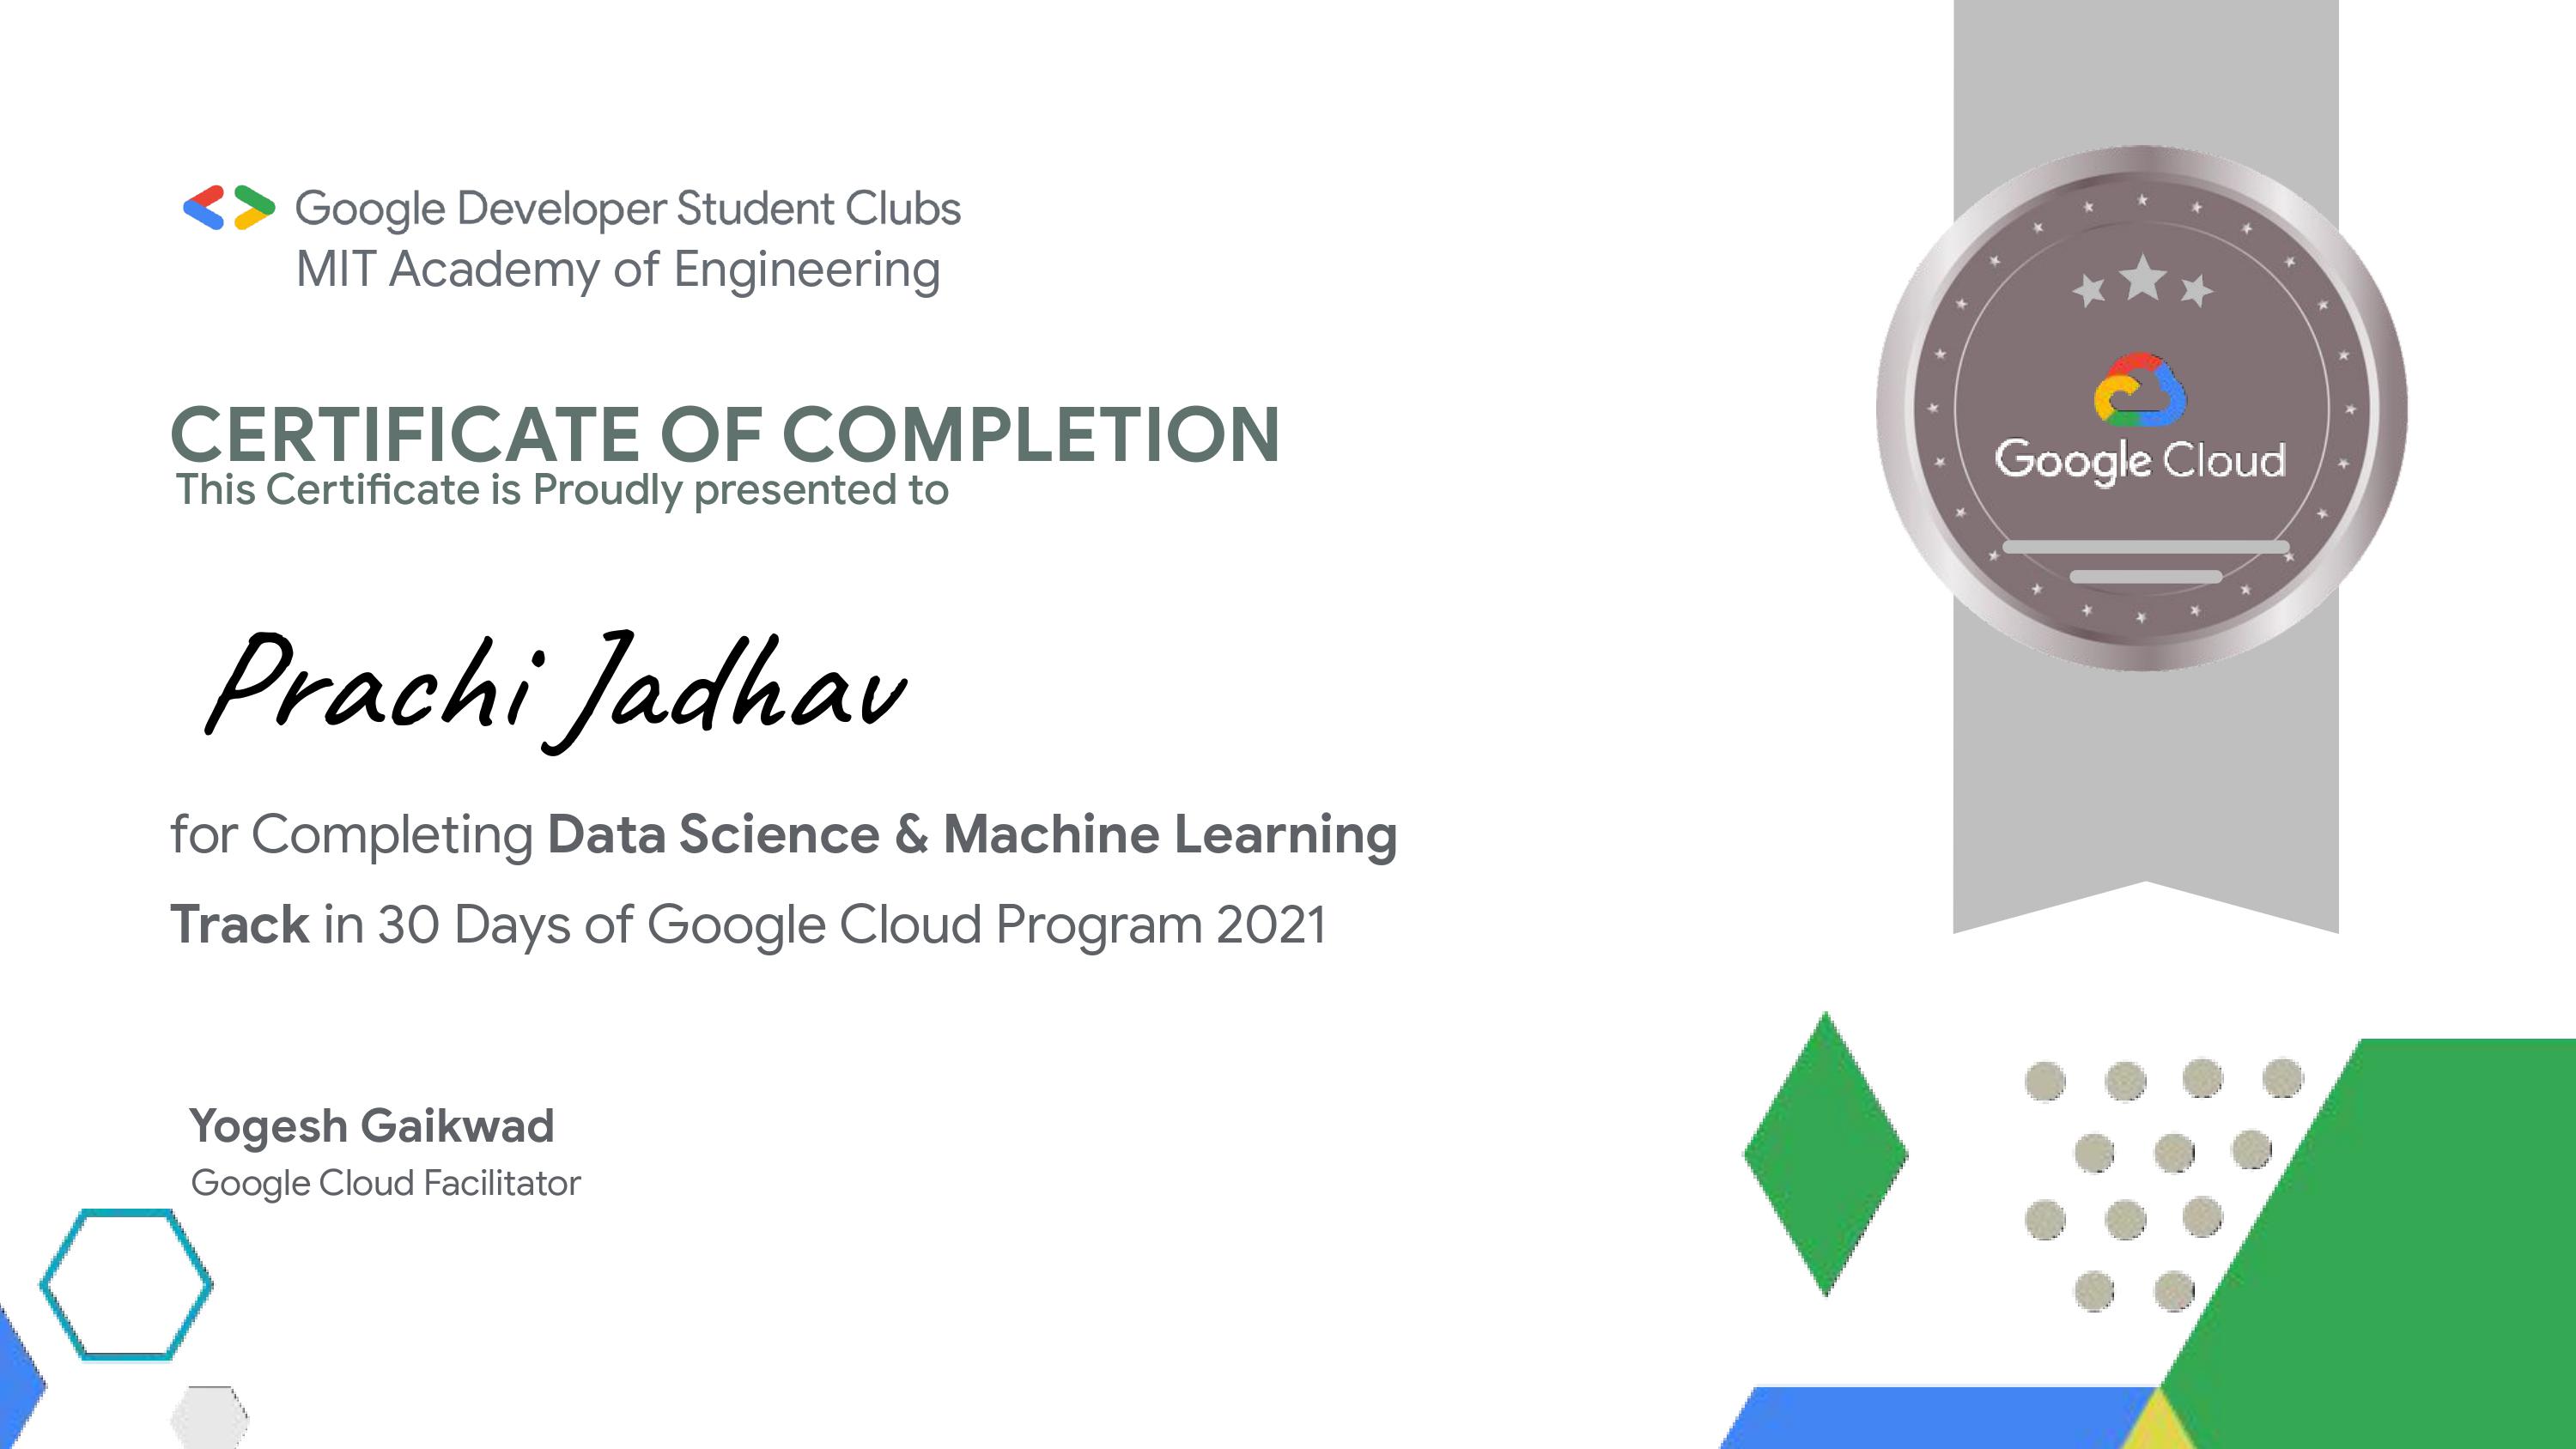 Google Developer Student Clubs
MIT Academy of Engineering
CERTIFICATE OF COMPLETION
This Certificate is Proudly presented to
Prachi Jadhav
for Completing Data Science & Machine Learning
Track in 30 Days of Google Cloud Program 2021
Yogesh Gaikwad
Google Cloud Facilitator
Google Cloud